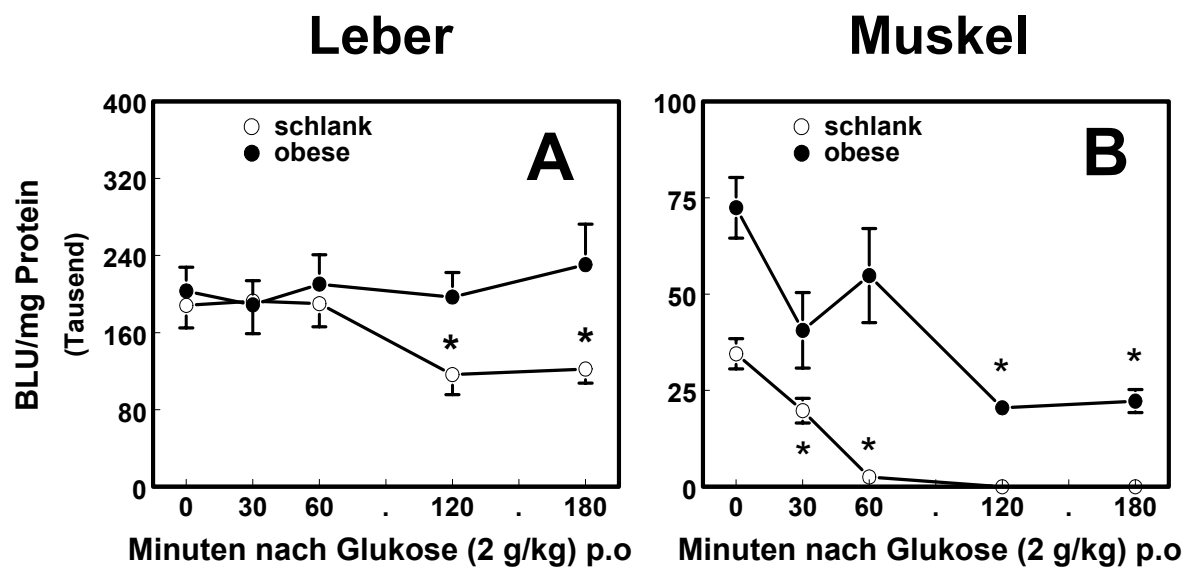 Leber
Muskel
BLU/mg Protein
(Tausend)
400
320
240
160
80
0
schlank
obese
A
*
*
0 30 60 . 120 . 180
Minuten nach Glukose (2 g/kg) p.o
100
75
50
25
0
schlank
obese
B
*
*
*
*
0 30 60 . 120 . 180
Minuten nach Glukose (2 g/kg) p.o